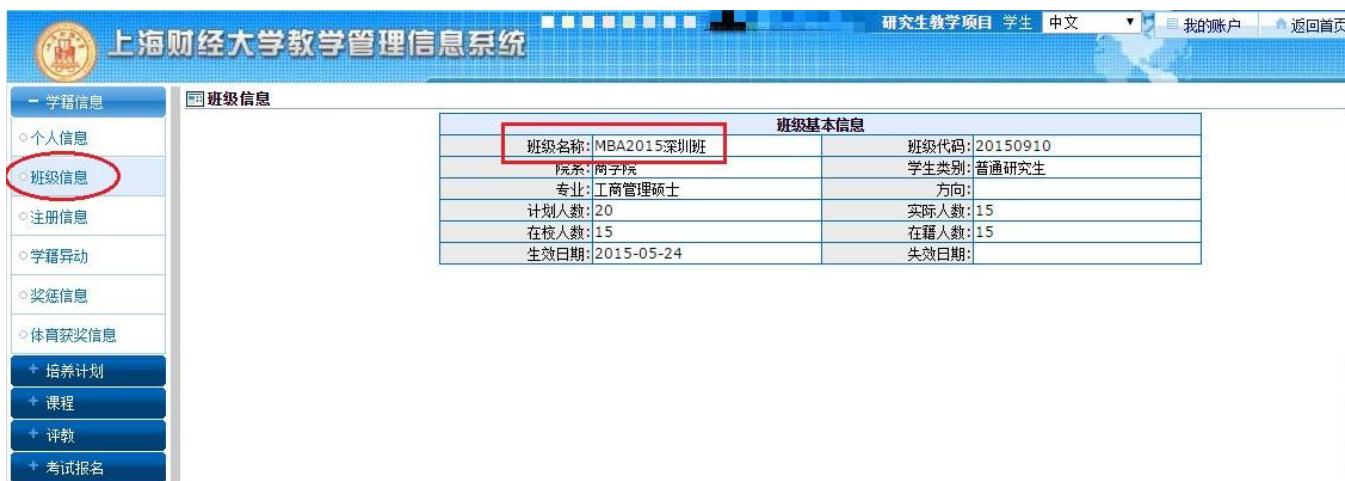 研究生教学项目 学生 中文 我的账户 返回首页
上海财经大学教学管理信息系统
学籍信息
个人信息
班级信息
注册信息
学籍异动
奖惩信息
体育获奖信息
培养计划
课程
评教
考试报名
班级信息
班级基本信息
班级名称: MBA2015深圳班 班级代码: 20150910
院系: 商学院 学生类别: 普通研究生
专业: 工商管理硕士 方向:
计划人数: 20 实际人数: 15
在校人数: 15 在籍人数: 15
生效日期: 2015-05-24 失效日期: